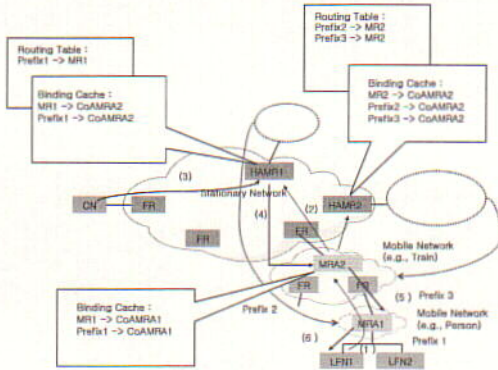 Routing Table :
Prefix1 -> MR1
Binding Cache :
MR1 -> CoAMRA2
Prefix1 -> CoAMRA2
Routing Table :
Prefix2 -> MR2
Prefix3 -> MR2
Binding Cache :
MR2 -> CoAMRA2
Prefix2 -> CoAMRA2
Prefix3 -> CoAMRA2
HAMR1
(3)
Stationary Network
CN
FR
(4)
(2)
HAMR2
FR
FR
Mobile Network
(e.g., Train)
MRA2
FR
FR
(5)
Prefix 3
Prefix 2
Binding Cache :
MR1 -> CoAMRA1
Prefix1 -> CoAMRA1
Mobile Network
(e.g., Person)
MRA1
(6)
Prefix 1
(1)
LFN1
LFN2